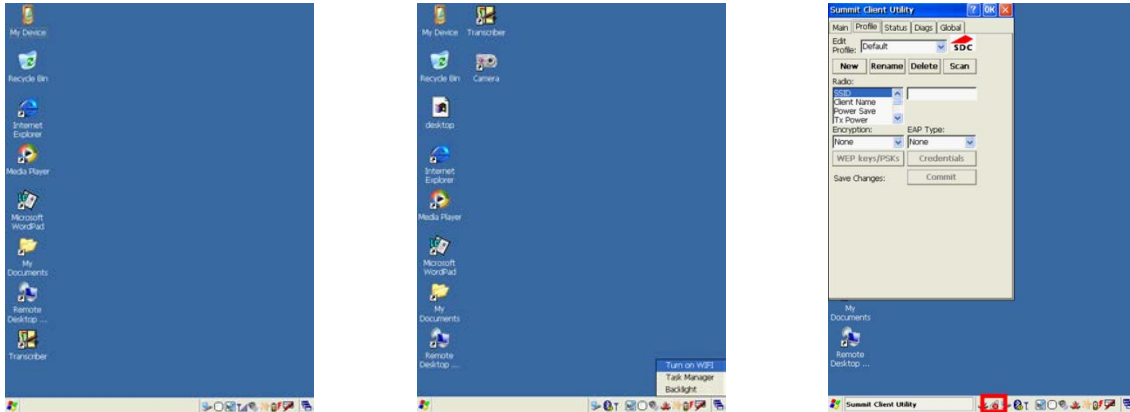 My Device
Recycle Bin
Internet
Explorer
Media Player
Microsoft
WordPad
My
Documents
Remote
Desktop ...
Transcriber
My Device
Transcriber
Recycle Bin
Camera
desktop
Internet
Explorer
Media Player
Microsoft
WordPad
My
Documents
Remote
Desktop ...
Turn on WIFI
Task Manager
Backlight
Summit Client Utility
? OK ×
Main Profile Status Diags Global
Edit
Profile: Default
SDC
New Rename Delete Scan
Radio:
SSID
Client Name
Power Save
Tx Power
Encryption: EAP Type:
None None
WEP keys/PSKs Credentials
Save Changes: Commit
My
Documents
Remote
Desktop ...
Summit Client Utility